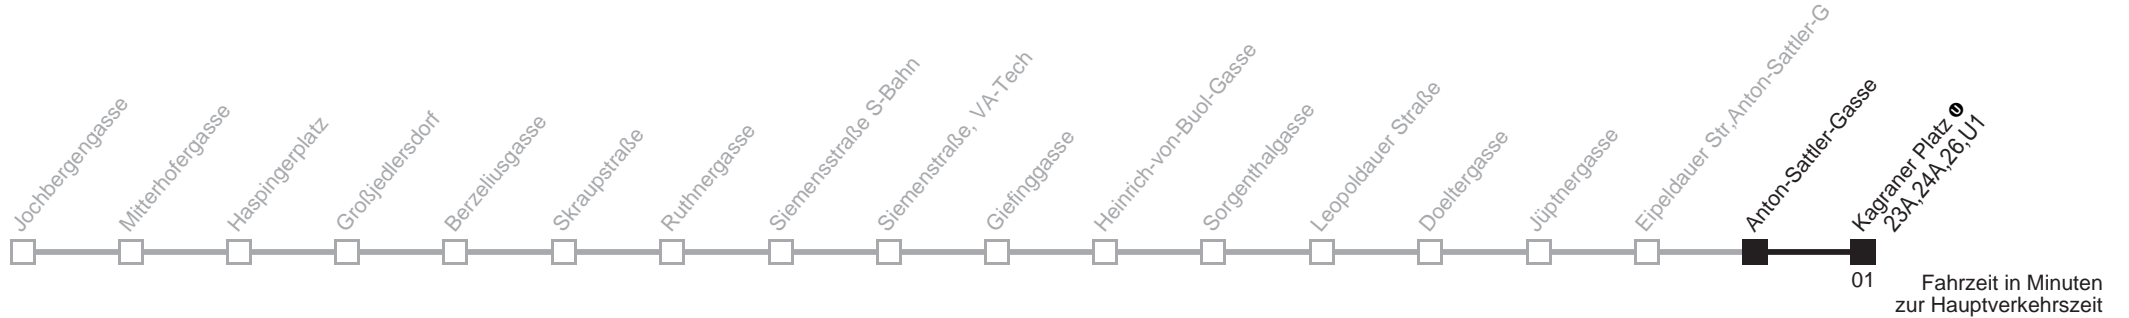 Jochbergengasse
Mitterhofergasse
Haspingerplatz
Großjedlersdorf
Berzeliusgasse
Skraupstraße
Ruthnergasse
Siemensstraße S-Bahn
Siemenstraße, VA-Tech
Giefinggasse
Heinrich-von-Buol-Gasse
Sorgenthalgasse
Leopoldauer Straße
Doeltergasse
Jüptnergasse
Eipeldauer Str,Anton-Sattler-G
Anton-Sattler-Gasse
Kagraner Platz U
23A,24A,26,U1
01
Fahrzeit in Minuten
zur Hauptverkehrszeit